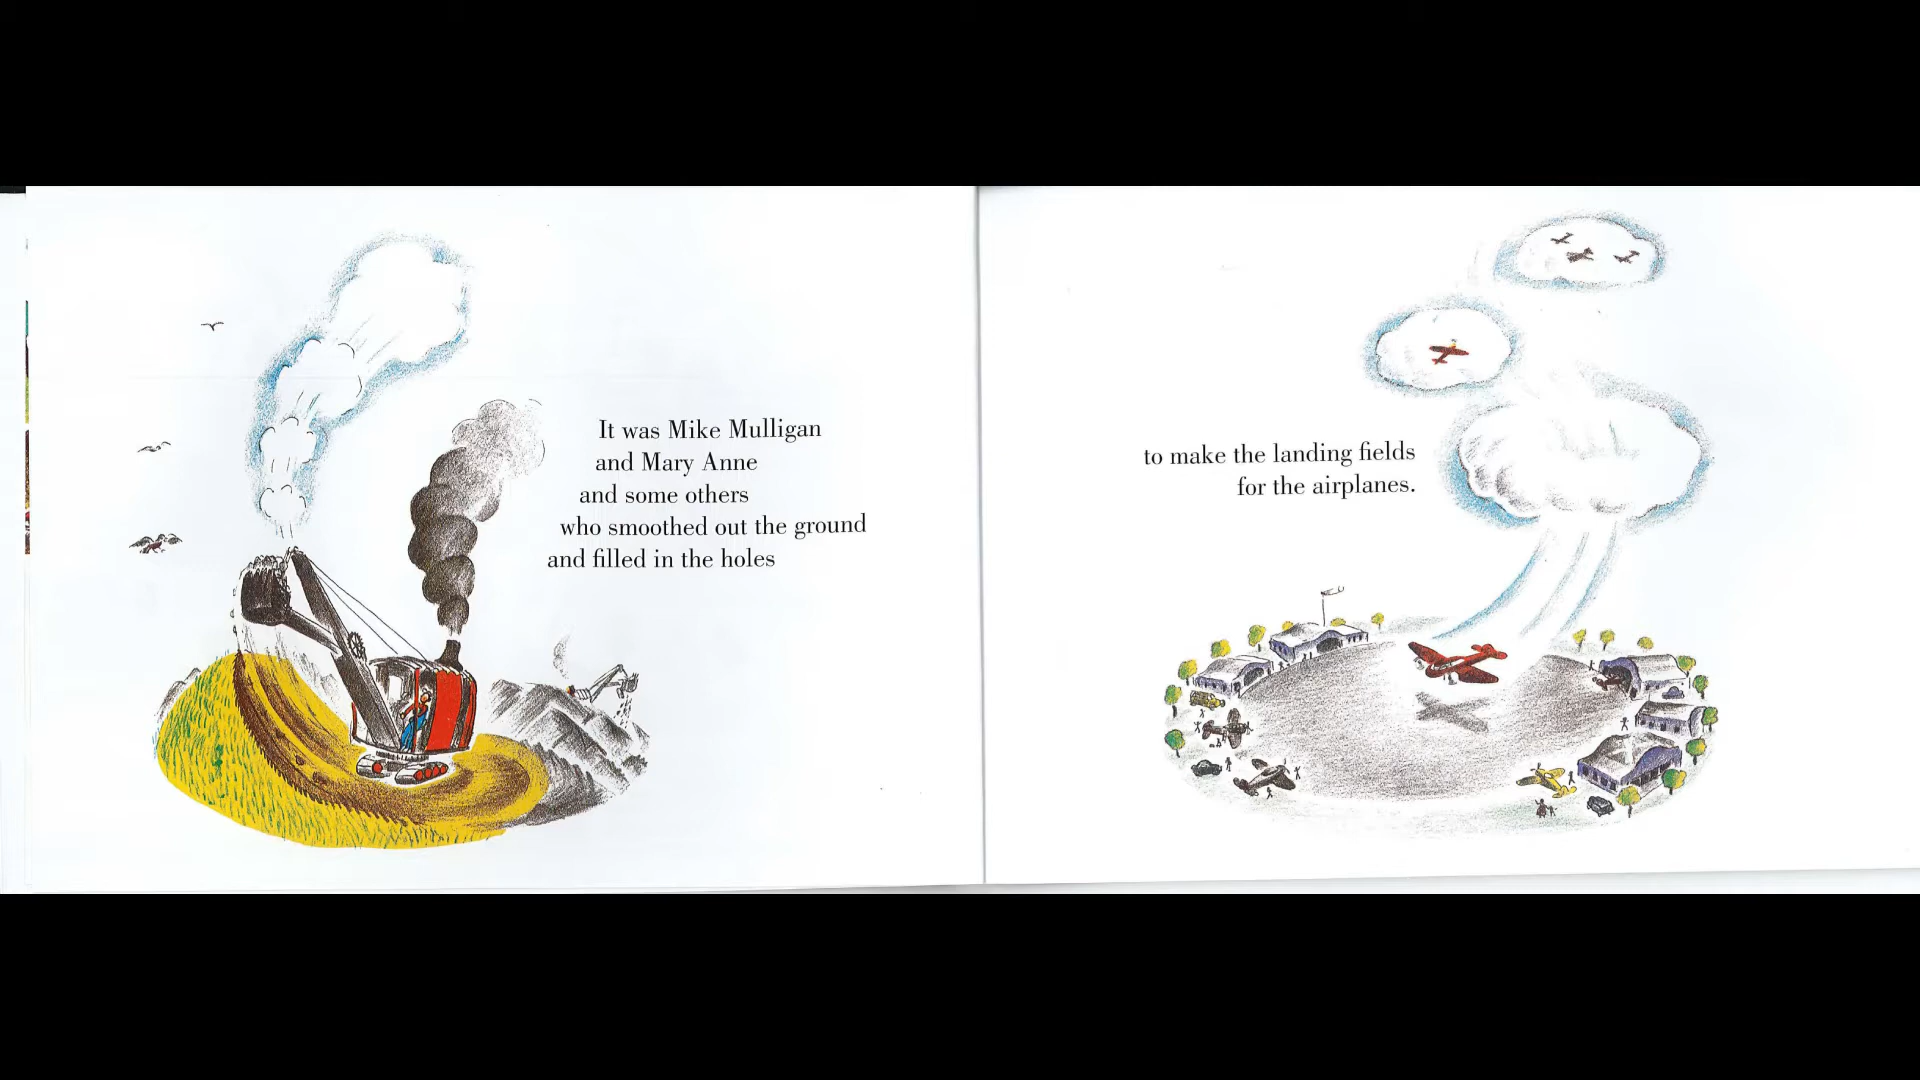 It was Mike Mulligan
and Mary Anne
and some others
who smoothed out the ground
and filled in the holes
to make the landing fields
for the airplanes.